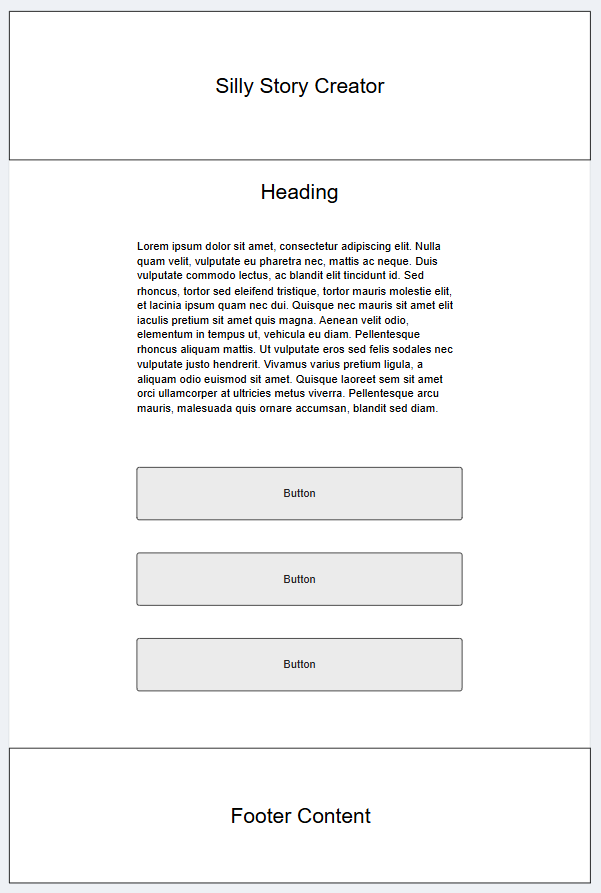 Silly Story Creator
Heading
Lorem ipsum dolor sit amet, consectetur adipiscing elit. Nulla
quam velit, vulputate eu pharetra nec, mattis ac neque. Duis
vulputate commodo lectus, ac blandit elit tincidunt id. Sed
rhoncus, tortor sed eleifend tristique, tortor mauris molestie elit,
et lacinia ipsum quam nec dui. Quisque nec mauris sit amet elit
iaculis pretium sit amet quis magna. Aenean velit odio,
elementum in tempus ut, vehicula eu diam. Pellentesque
rhoncus aliquam mattis. Ut vulputate eros sed felis sodales nec
vulputate justo hendrerit. Vivamus varius pretium ligula, a
aliquam odio euismod sit amet. Quisque laoreet sem sit amet
orci ullamcorper at ultricies metus viverra. Pellentesque arcu
mauris, malesuada quis ornare accumsan, blandit sed diam.
Button
Button
Button
Footer Content